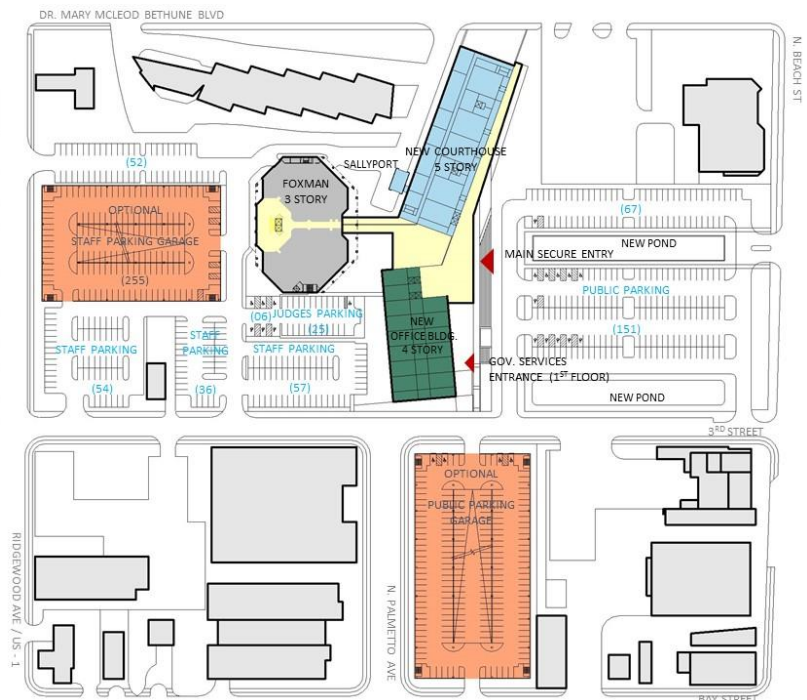 DR. MARY MCLEOD BETHUNE BLVD
N. BEACH ST
(52)
SALLYPORT
NEW COURTHOUSE
5 STORY
FOXMAN
3 STORY
OPTIONAL
STAFF PARKING GARAGE
(255)
(67)
NEW POND
MAIN SECURE ENTRY
PUBLIC PARKING
(151)
(06)
JUDGES PARKING
(25)
NEW
OFFICE BLDG.
4 STORY
STAFF PARKING
(54)
STAFF
PARKING
(36)
STAFF PARKING
(57)
GOV. SERVICES
ENTRANCE (1ST FLOOR)
NEW POND
3RD STREET
OPTIONAL
PUBLIC PARKING
GARAGE
RIDGEWOOD AVE / US - 1
N. PALMETTO AVE
BAY STREET